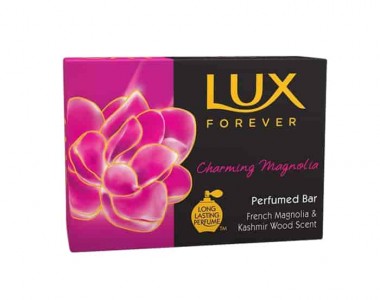 LUX
FOREVER
Charming Magnolia
LONG
LASTING
PERFUME
TM
Perfumed Bar
French Magnolia &
Kashmir Wood Scent